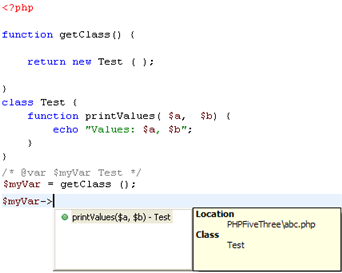 <?php
function getClass() {
return new Test ( );
}
class Test {
function printValues( $a, $b) {
echo "Values: $a, $b";
}
}
/* @var $myVar Test */
$myVar = getClass ();
$myVar->
printValues($a, $b) - Test
Location
PHPFiveThree\abc.php
Class
Test